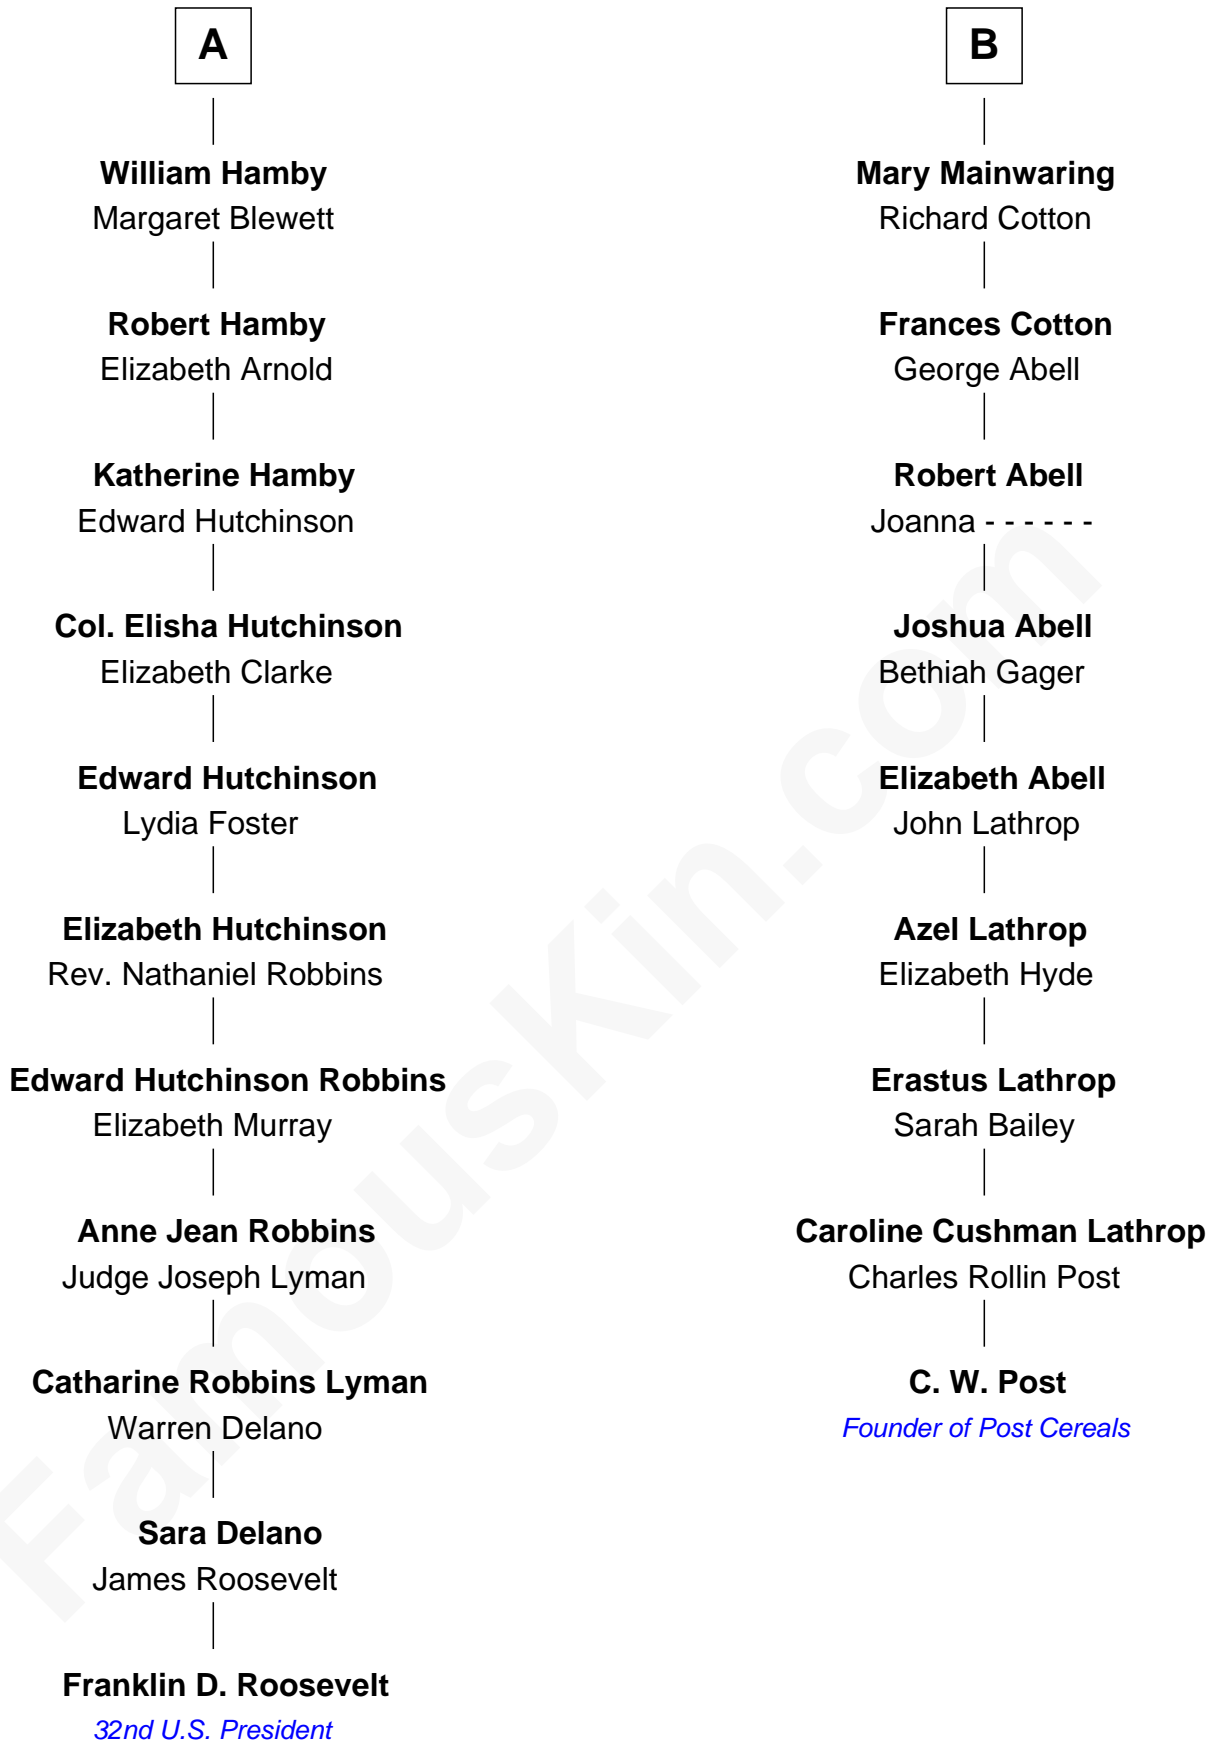 A
William Hamby
Margaret Blewett
Robert Hamby
Elizabeth Arnold
Katherine Hamby
Edward Hutchinson
Col. Elisha Hutchinson
Elizabeth Clarke
Edward Hutchinson
Lydia Foster
Elizabeth Hutchinson
Rev. Nathaniel Robbins
Edward Hutchinson Robbins
Elizabeth Murray
Anne Jean Robbins
Judge Joseph Lyman
Catharine Robbins Lyman
Warren Delano
Sara Delano
James Roosevelt
Franklin D. Roosevelt
32nd U.S. President
B
Mary Mainwaring
Richard Cotton
Frances Cotton
George Abell
Robert Abell
Joanna - - - - - -
Joshua Abell
Bethiah Gager
Elizabeth Abell
John Lathrop
Azel Lathrop
Elizabeth Hyde
Erastus Lathrop
Sarah Bailey
Caroline Cushman Lathrop
Charles Rollin Post
C. W. Post
Founder of Post Cereals
FamousKin.com